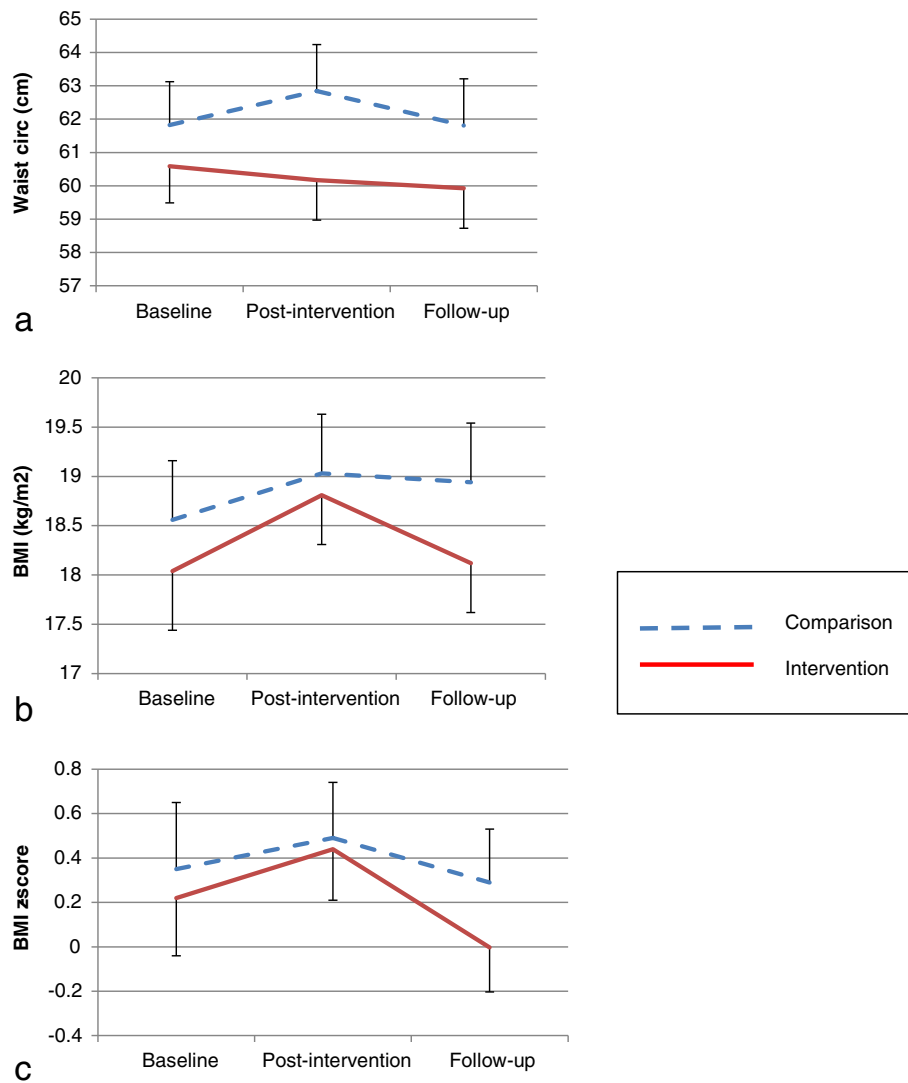 65
64
63
62
61
60
59
58
57
Waist circ (cm)
Baseline Post-intervention Follow-up
a
20
19.5
19
18.5
18
17.5
17
BMI (kg/m2)
Baseline Post-intervention Follow-up
b
Comparison
Intervention
0.8
0.6
0.4
0.2
0
-0.2
-0.4
BMI zscore
Baseline Post-intervention Follow-up
c